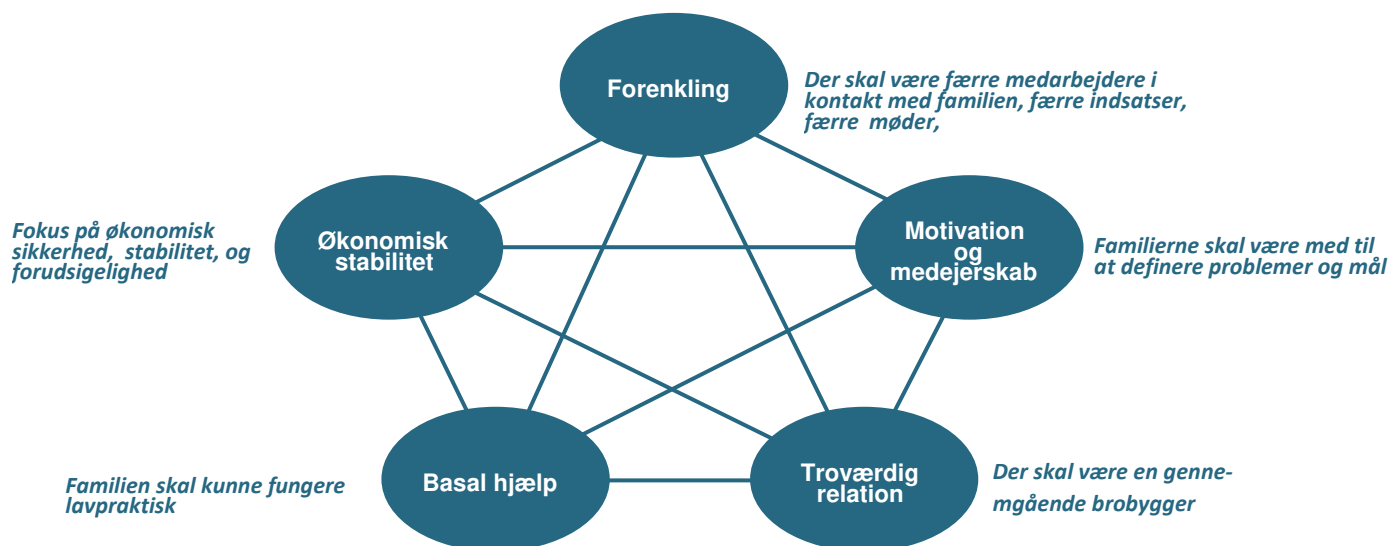 Forenkling
Der skal være færre medarbejdere i
kontakt med familien, færre indsatser,
færre møder,
Økonomisk
stabilitet
Fokus på økonomisk
sikkerhed, stabilitet, og
forudsigelighed
Motivation
og
medejerskab
Familierne skal være med til
at definere problemer og mål
Basal hjælp
Familien skal kunne fungere
lavpraktisk
Troværdig
relation
Der skal være en genne-
mgående brobygger